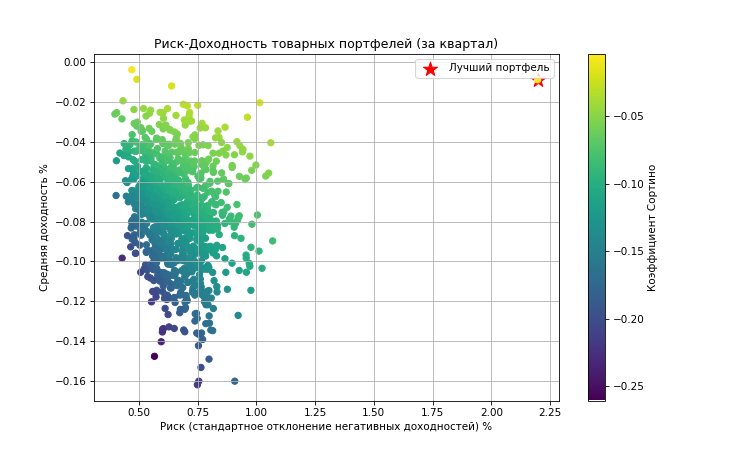 Риск-Доходность товарных портфелей (за квартал)
Лучший портфель
Средняя доходность %
0.00
−0.02
−0.04
−0.06
−0.08
−0.10
−0.12
−0.14
−0.16
0.50 0.75 1.00 1.25 1.50 1.75 2.00 2.25
Риск (стандартное отклонение негативных доходностей) %
−0.05
−0.10
−0.15
−0.20
−0.25
Коэффициент Сортино